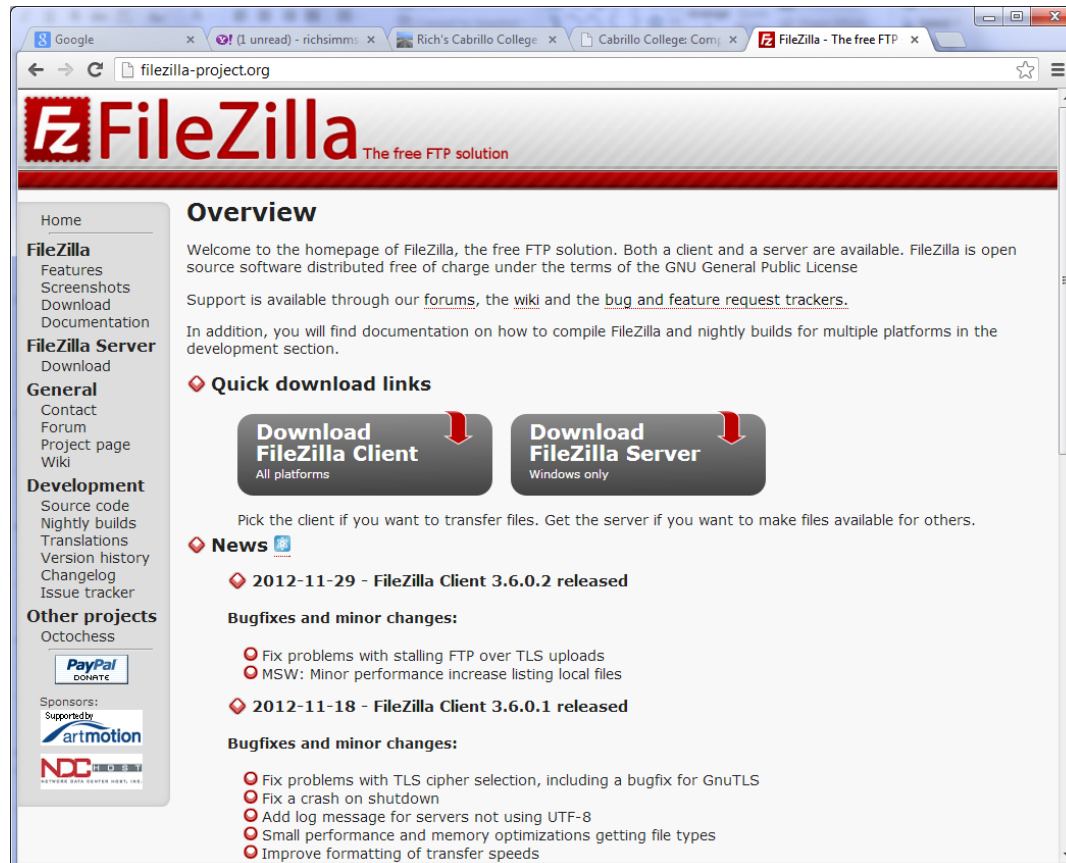 Google
(1 unread) - richsimms
Rich's Cabrillo College
Cabrillo College: Comp
FileZilla - The free FTP
filezilla-project.org
Fz FileZilla The free FTP solution
Home
FileZilla
Features
Screenshots
Download
Documentation
FileZilla Server
Download
General
Contact
Forum
Project page
Wiki
Development
Source code
Nightly builds
Translations
Version history
Changelog
Issue tracker
Other projects
Octochess
PayPal
DONATE
Sponsors:
Supported by
artmotion
NDC HOST
NETWORK DATA CENTER HOST, INC.
Overview
Welcome to the homepage of FileZilla, the free FTP solution. Both a client and a server are available. FileZilla is open
source software distributed free of charge under the terms of the GNU General Public License
Support is available through our forums, the wiki and the bug and feature request trackers.
In addition, you will find documentation on how to compile FileZilla and nightly builds for multiple platforms in the
development section.
Quick download links
Download
FileZilla Client
All platforms
Download
FileZilla Server
Windows only
Pick the client if you want to transfer files. Get the server if you want to make files available for others.
News
2012-11-29 - FileZilla Client 3.6.0.2 released
Bugfixes and minor changes:
Fix problems with stalling FTP over TLS uploads
MSW: Minor performance increase listing local files
2012-11-18 - FileZilla Client 3.6.0.1 released
Bugfixes and minor changes:
Fix problems with TLS cipher selection, including a bugfix for GnuTLS
Fix a crash on shutdown
Add log message for servers not using UTF-8
Small performance and memory optimizations getting file types
Improve formatting of transfer speeds